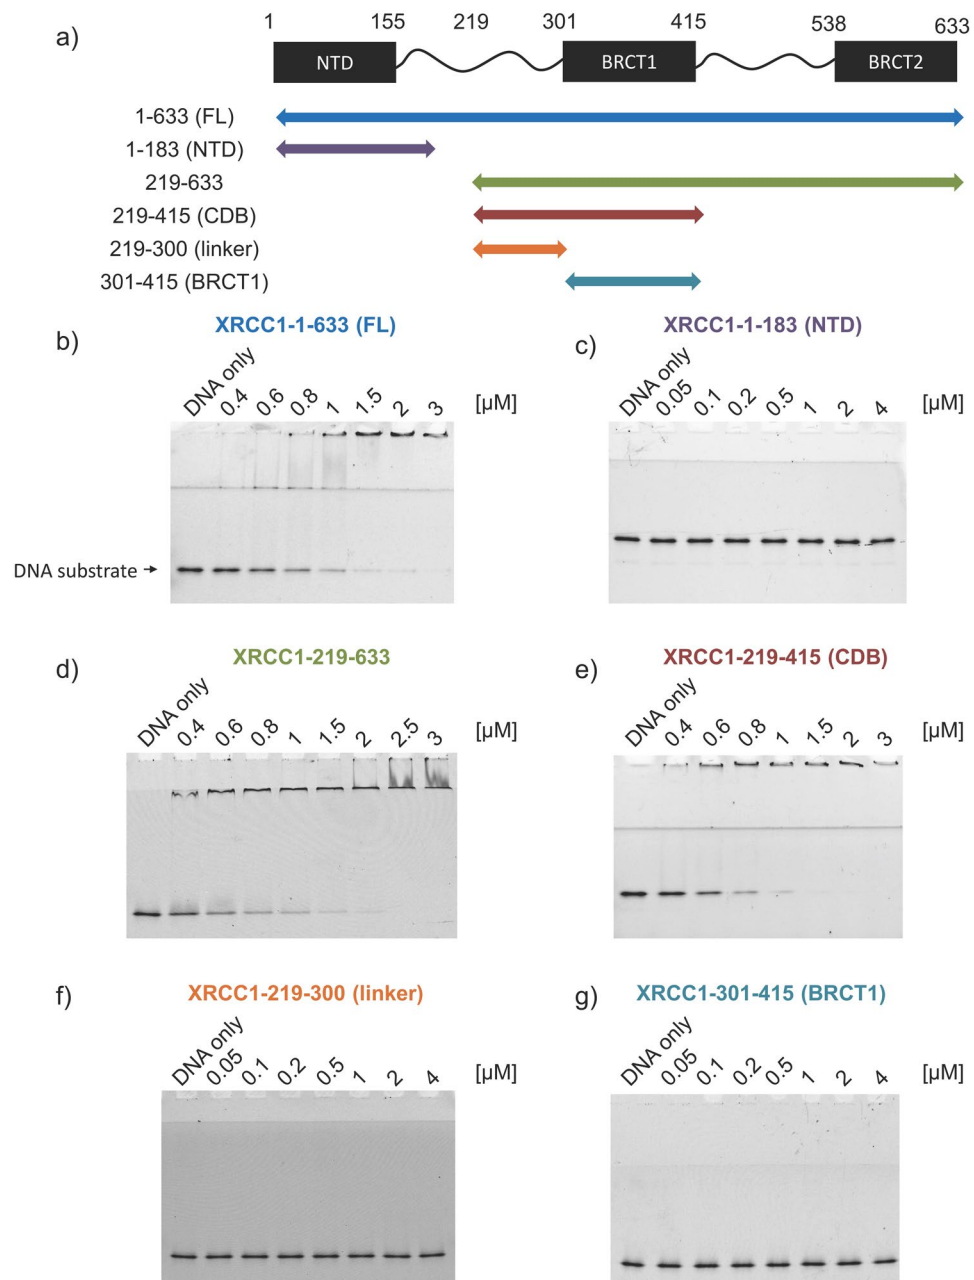 a)
1 155 219 301 415 538 633
NTD BRCT1 BRCT2
1-633 (FL)
1-183 (NTD)
219-633
219-415 (CDB)
219-300 (linker)
301-415 (BRCT1)
b)
XRCC1-1-633 (FL)
DNA only 0.4 0.6 0.8 1 1.5 2 3 [µM]
DNA substrate
c)
XRCC1-1-183 (NTD)
DNA only 0.05 0.1 0.2 0.5 1 2 4 [µM]
d)
XRCC1-219-633
DNA only 0.4 0.6 0.8 1 1.5 2 2.5 3 [µM]
e)
XRCC1-219-415 (CDB)
DNA only 0.4 0.6 0.8 1 1.5 2 3 [µM]
f)
XRCC1-219-300 (linker)
DNA only 0.05 0.1 0.2 0.5 1 2 4 [µM]
g)
XRCC1-301-415 (BRCT1)
DNA only 0.05 0.1 0.2 0.5 1 2 4 [µM]